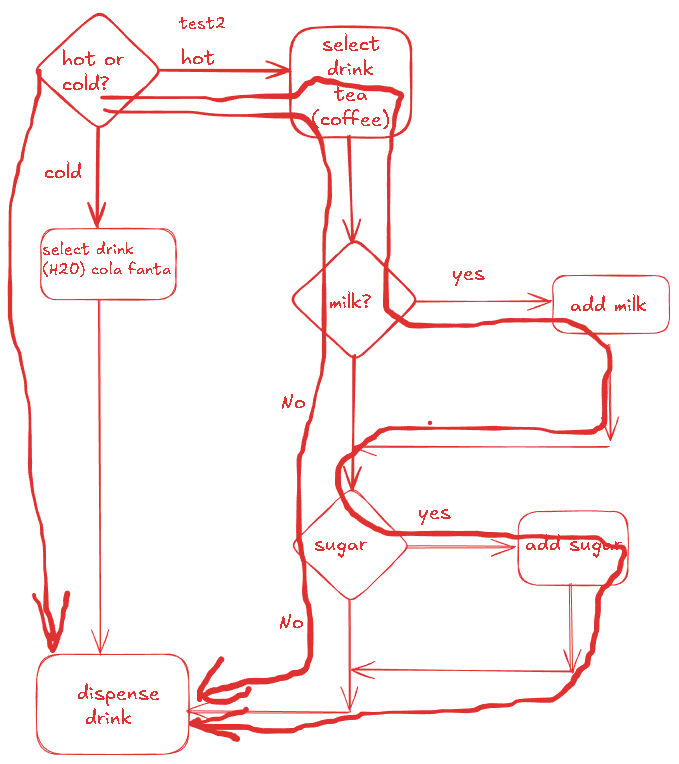 test2
hot or
cold?
hot
select
drink
tea
(coffee)
cold
select drink
(H2O) cola fanta
milk?
yes
add milk
No
sugar
yes
add sugar
No
dispense
drink